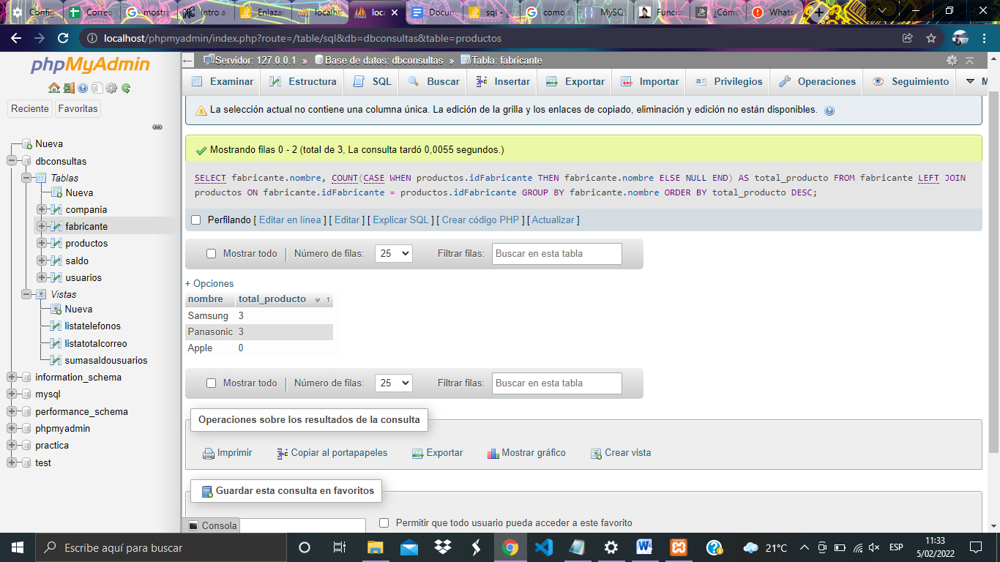 Config
Correo
mostra
Intro a
Enlazar
localho
loca
Docum
sql - ¿
como s
MySQ
Funció
¿Cómo
Whats
localhost/phpmyadmin/index.php?route=/table/sql&db=dbconsultas&table=productos
phpMyAdmin
Reciente Favoritas
Nueva
dbconsultas
Tablas
Nueva
compania
fabricante
productos
saldo
usuarios
Vistas
Nueva
listatelefonos
listatotalcorreo
sumasaldousuarios
information_schema
mysql
performance_schema
phpmyadmin
practica
test
Servidor: 127.0.0.1 » Base de datos: dbconsultas » Tabla: fabricante
Examinar Estructura SQL Buscar Insertar Exportar Importar Privilegios Operaciones Seguimiento M
La selección actual no contiene una columna única. La edición de la grilla y los enlaces de copiado, eliminación y edición no están disponibles.
Mostrando filas 0 - 2 (total de 3, La consulta tardó 0,0055 segundos.)
SELECT fabricante.nombre, COUNT(CASE WHEN productos.idFabricante THEN fabricante.nombre ELSE NULL END) AS total_producto FROM fabricante LEFT JOIN
productos ON fabricante.idFabricante = productos.idFabricante GROUP BY fabricante.nombre ORDER BY total_producto DESC;
Perfilando [ Editar en línea ] [ Editar ] [ Explicar SQL ] [ Crear código PHP ] [ Actualizar ]
Mostrar todo | Número de filas: 25 Filtrar filas: Buscar en esta tabla
+ Opciones
nombre total_producto 1
Samsung 3
Panasonic 3
Apple 0
Mostrar todo | Número de filas: 25 Filtrar filas: Buscar en esta tabla
Operaciones sobre los resultados de la consulta
Imprimir Copiar al portapapeles Exportar Mostrar gráfico Crear vista
Guardar esta consulta en favoritos
Consola Permitir que todo usuario pueda acceder a este favorito
Escribe aquí para buscar
21°C ESP 11:33
5/02/2022